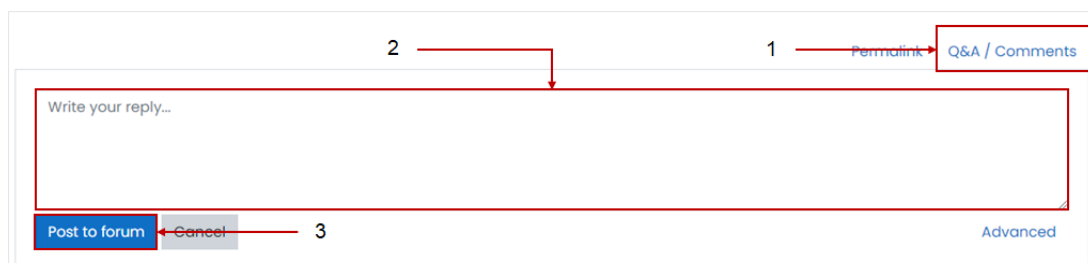 2 1 Permalink Q&A / Comments
Write your reply...
Post to forum Cancel 3 Advanced